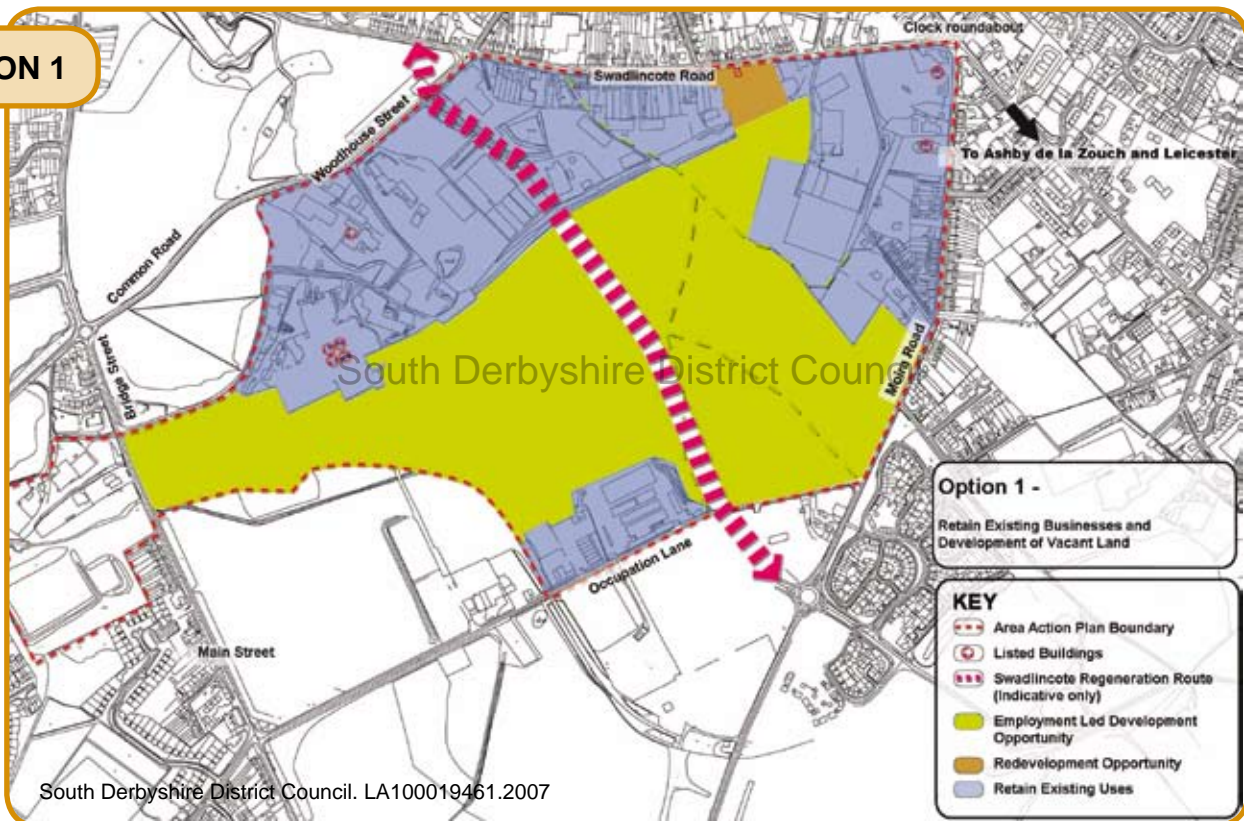 ON 1
Clock roundabout
Swadlincote Road
Woodhouse Street
To Ashby de la Zouch and Leicester
Common Road
Bridge Street
South Derbyshire District Counc
Moira Road
Occupation Lane
Main Street
Option 1 -
Retain Existing Businesses and
Development of Vacant Land
KEY
Area Action Plan Boundary
Listed Buildings
Swadlincote Regeneration Route
(Indicative only)
Employment Led Development
Opportunity
Redevelopment Opportunity
Retain Existing Uses
South Derbyshire District Council. LA100019461.2007